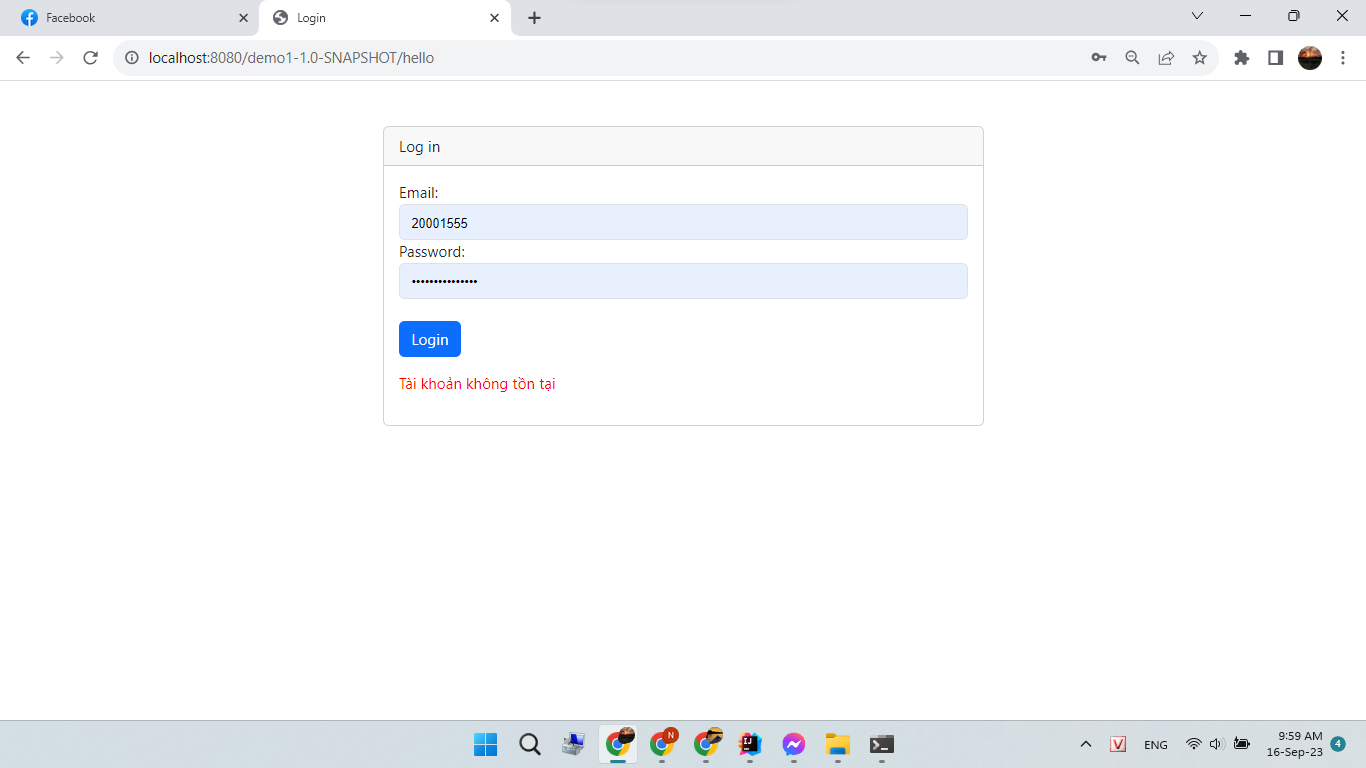 Facebook
Login
localhost:8080/demo1-1.0-SNAPSHOT/hello
Log in
Email:
20001555
Password:
•••••••••••••••
Login
Tài khoản không tồn tại
N
IJ
V
ENG
9:59 AM
16-Sep-23
4